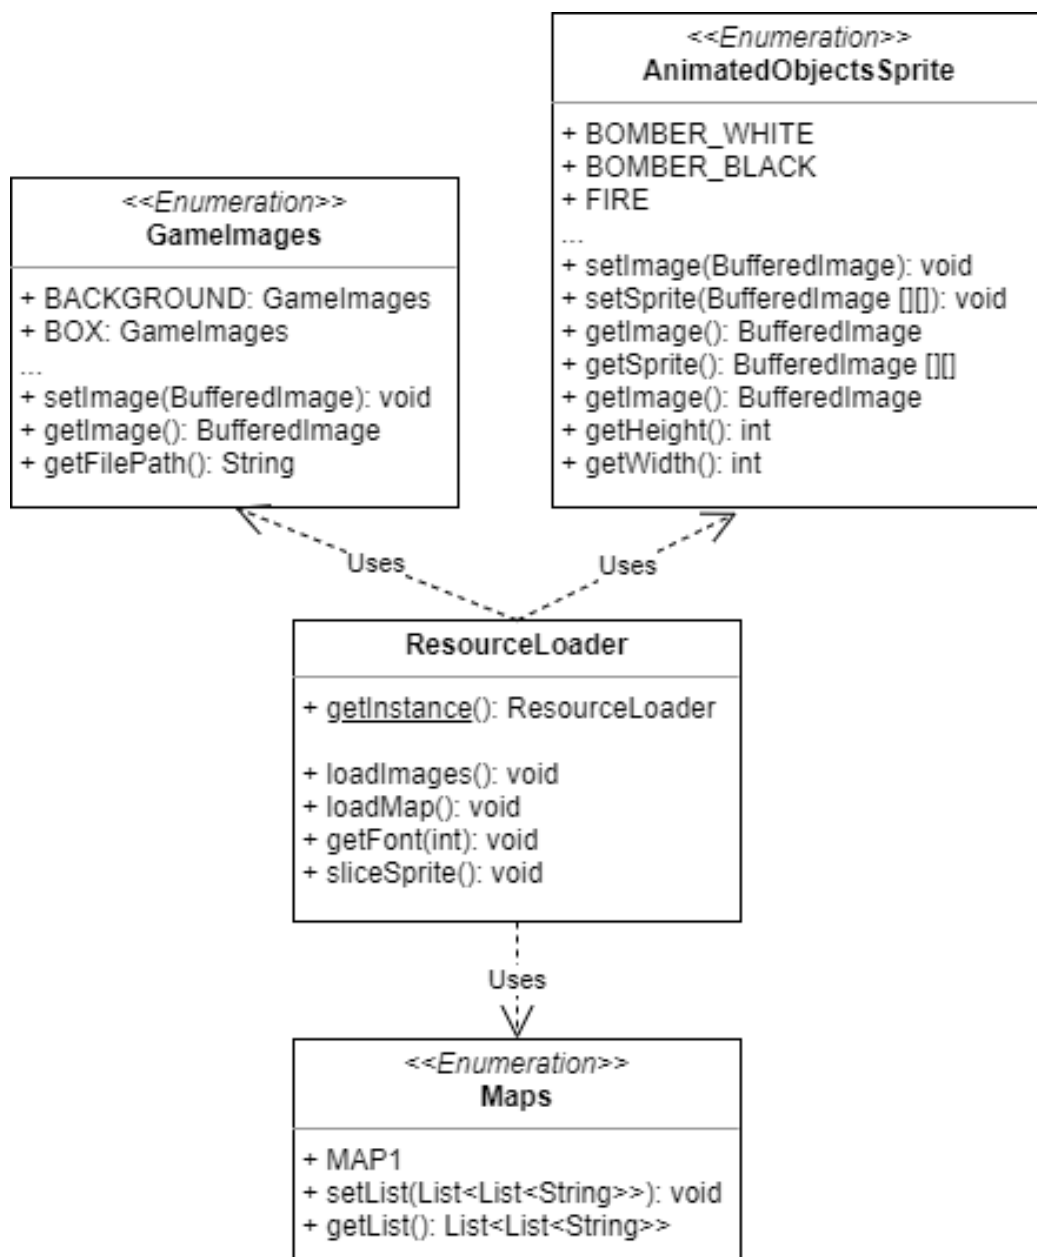 <<Enumeration>>
AnimatedObjectsSprite
+ BOMBER_WHITE
+ BOMBER_BLACK
+ FIRE
...
+ setImage(BufferedImage): void
+ setSprite(BufferedImage [][]): void
+ getImage(): BufferedImage
+ getSprite(): BufferedImage [][]
+ getImage(): BufferedImage
+ getHeight(): int
+ getWidth(): int
<<Enumeration>>
GameImages
+ BACKGROUND: GameImages
+ BOX: GameImages
...
+ setImage(BufferedImage): void
+ getImage(): BufferedImage
+ getFilePath(): String
Uses
Uses
ResourceLoader
+ getInstance(): ResourceLoader
+ loadImages(): void
+ loadMap(): void
+ getFont(int): void
+ sliceSprite(): void
Uses
<<Enumeration>>
Maps
+ MAP1
+ setList(List<List<String>>): void
+ getList(): List<List<String>>